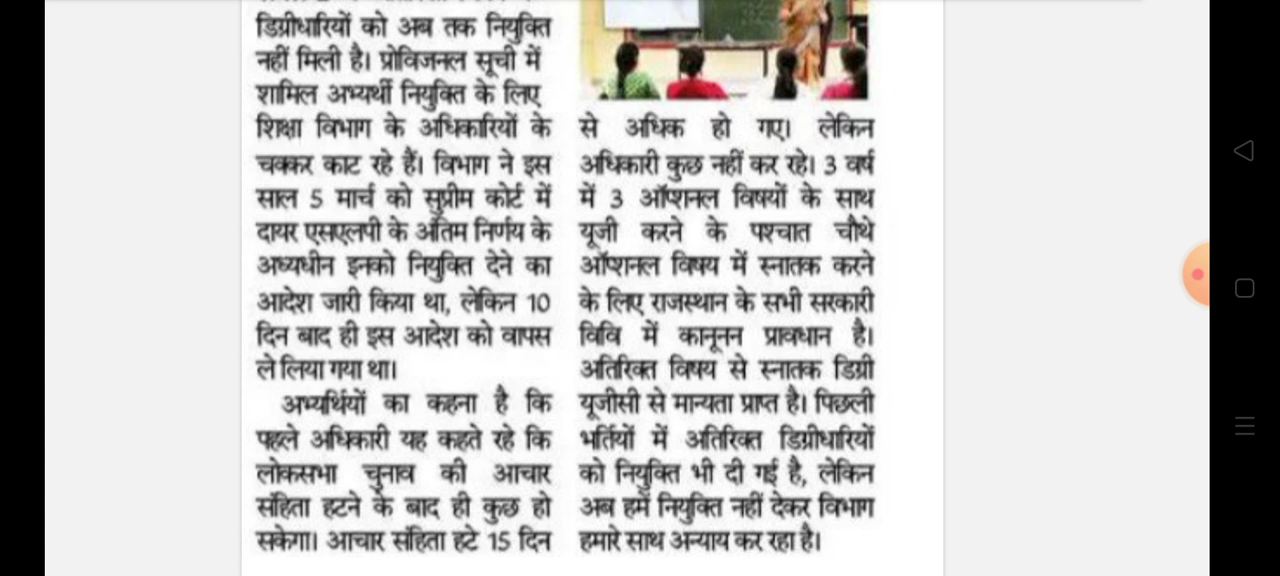 डिग्रीधारियों को अब तक नियुक्ति
नहीं मिली है। प्रोविजनल सूची में
शामिल अभ्यर्थी नियुक्ति के लिए
शिक्षा विभाग के अधिकारियों के
चक्कर काट रहे हैं। विभाग ने इस
साल 5 मार्च को सुप्रीम कोर्ट में
दायर एसएलपी के अंतिम निर्णय के
अध्यधीन इनको नियुक्ति देने का
आदेश जारी किया था, लेकिन 10
दिन बाद ही इस आदेश को वापस
ले लिया गया था।
अभ्यर्थियों का कहना है कि
पहले अधिकारी यह कहते रहे कि
लोकसभा चुनाव की आचार
संहिता हटने के बाद ही कुछ हो
सकेगा। आचार संहिता हटे 15 दिन
से अधिक हो गए। लेकिन
अधिकारी कुछ नहीं कर रहे। 3 वर्ष
में 3 ऑप्शनल विषयों के साथ
यूजी करने के पश्चात चौथे
ऑप्शनल विषय में स्नातक करने
के लिए राजस्थान के सभी सरकारी
विवि में कानूनन प्रावधान है।
अतिरिक्त विषय से स्नातक डिग्री
यूजीसी से मान्यता प्राप्त है। पिछली
भर्तियों में अतिरिक्त डिग्रीधारियों
को नियुक्ति भी दी गई है, लेकिन
अब हमें नियुक्ति नहीं देकर विभाग
हमारे साथ अन्याय कर रहा है।